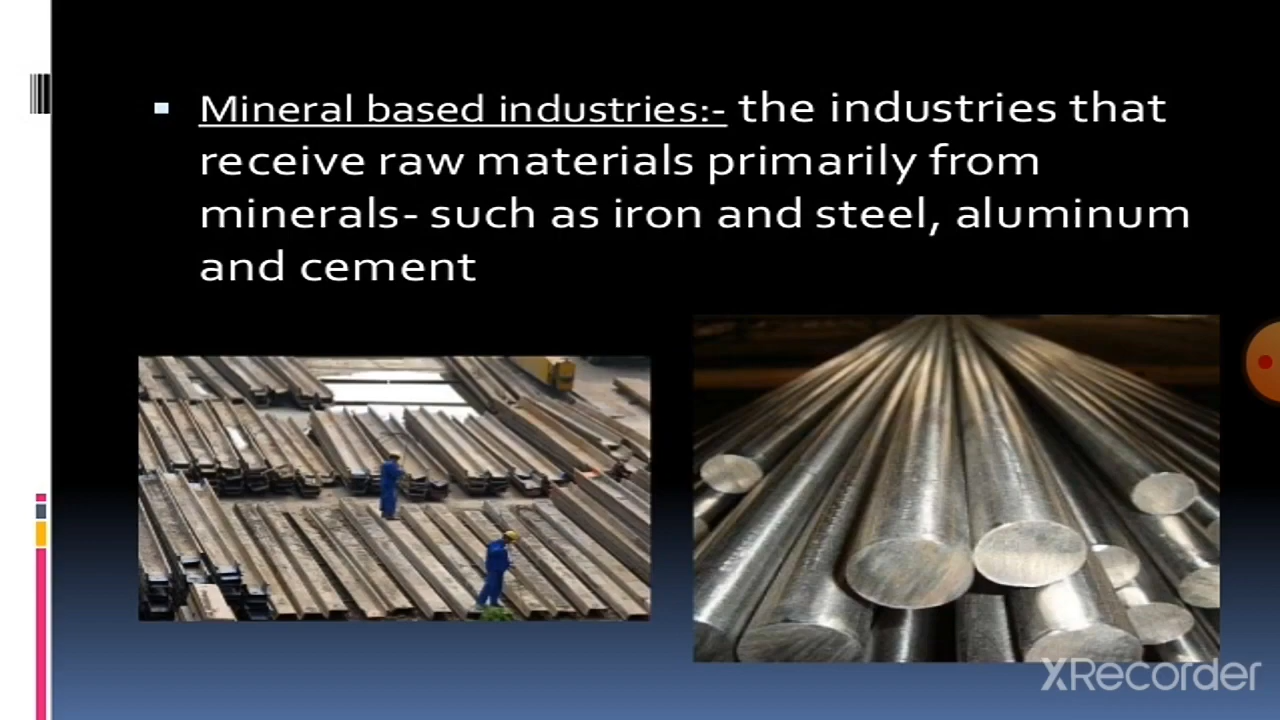 Mineral based industries:- the industries that
receive raw materials primarily from
minerals- such as iron and steel, aluminum
and cement
XRecorder